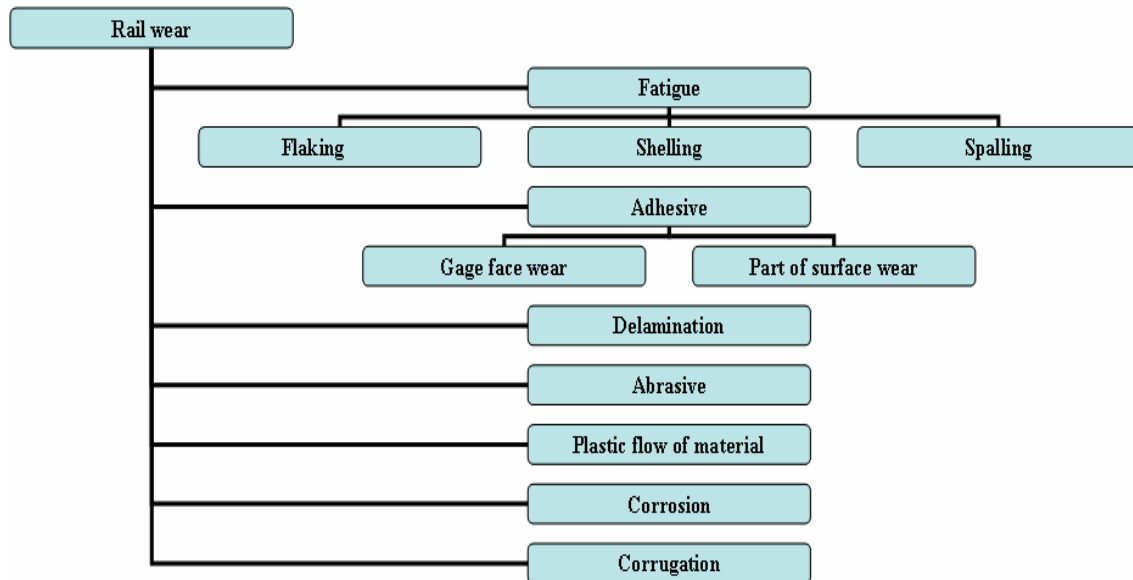 Rail wear
Fatigue
Flaking
Shelling
Spalling
Adhesive
Gage face wear
Part of surface wear
Delamination
Abrasive
Plastic flow of material
Corrosion
Corrugation